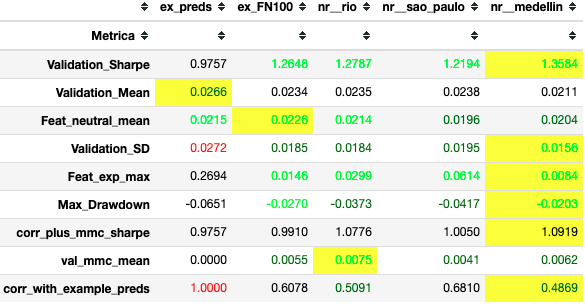 ex_preds ex_FN100 nr__rio nr__sao_paulo nr__medellin
Metrica
Validation_Sharpe 0.9757 1.2648 1.2787 1.2194 1.3584
Validation_Mean 0.0266 0.0234 0.0235 0.0238 0.0211
Feat_neutral_mean 0.0215 0.0226 0.0214 0.0196 0.0204
Validation_SD 0.0272 0.0185 0.0184 0.0195 0.0156
Feat_exp_max 0.2694 0.0146 0.0299 0.0614 0.0084
Max_Drawdown -0.0651 -0.0270 -0.0373 -0.0417 -0.0203
corr_plus_mmc_sharpe 0.9757 0.9910 1.0776 1.0050 1.0919
val_mmc_mean 0.0000 0.0055 0.0075 0.0041 0.0062
corr_with_example_preds 1.0000 0.6078 0.5091 0.6810 0.4869